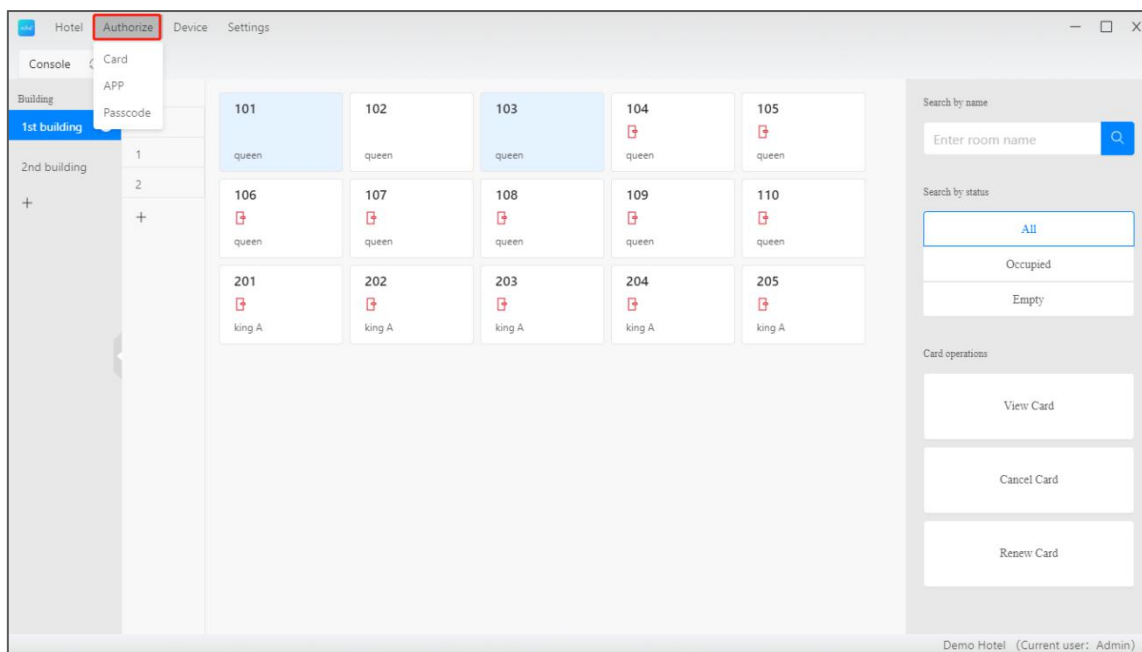 Hotel Authorize Device Settings
Console
Card
APP
Passcode
Building
1st building
2nd building
+
1
2
+
101 102 103 104 105
queen queen queen queen queen
106 107 108 109 110
queen queen queen queen queen
201 202 203 204 205
king A king A king A king A king A
Search by name
Enter room name
Search by status
All
Occupied
Empty
Card operations
View Card
Cancel Card
Renew Card
Demo Hotel (Current user: Admin)